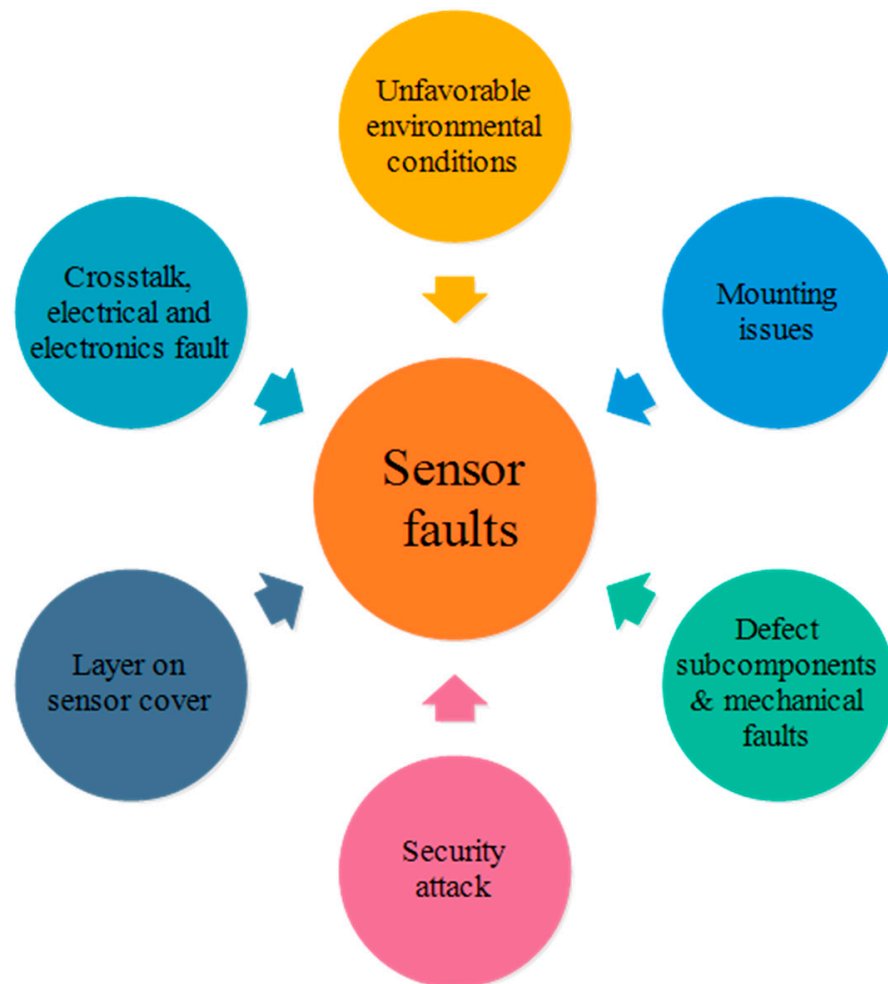 Unfavorable
environmental
conditions
Crosstalk,
electrical and
electronics fault
Mounting
issues
Sensor
faults
Layer on
sensor cover
Defect
subcomponents
& mechanical
faults
Security
attack